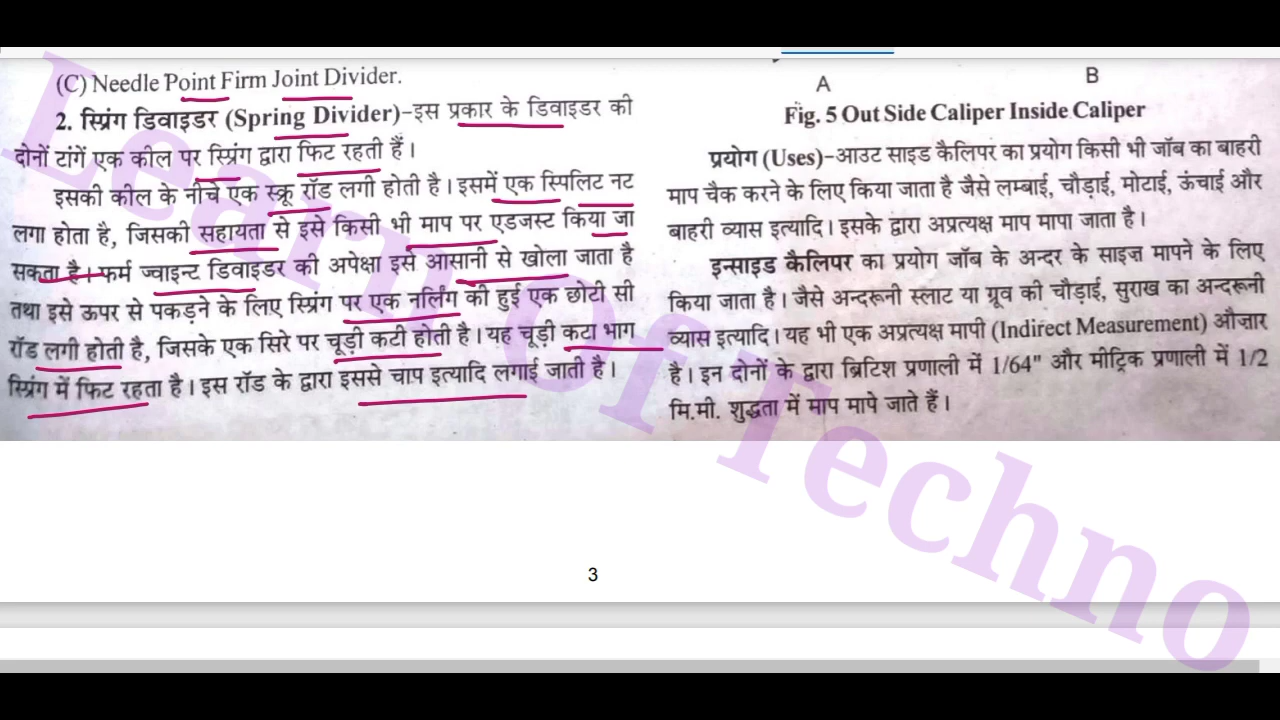 (C) Needle Point Firm Joint Divider.
2. स्प्रिंग डिवाइडर (Spring Divider)-इस प्रकार के डिवाइडर की
दोनों टांगें एक कील पर स्प्रिंग द्वारा फिट रहती हैं।
इसकी कील के नीचे एक स्क्रू रॉड लगी होती है। इसमें एक स्पिलिट नट
लगा होता है, जिसकी सहायता से इसे किसी भी माप पर एडजस्ट किया जा
सकता है। फर्म ज्वाइन्ट डिवाइडर की अपेक्षा इसे आसानी से खोला जाता है
तथा इसे ऊपर से पकड़ने के लिए स्प्रिंग पर एक नर्लिंग की हुई एक छोटी सी
रॉड लगी होती है, जिसके एक सिरे पर चूड़ी कटी होती है। यह चूड़ी कटा भाग
स्प्रिंग में फिट रहता है। इस रॉड के द्वारा इससे चाप इत्यादि लगाई जाती है।
A B
Fig. 5 Out Side Caliper Inside Caliper
प्रयोग (Uses)-आउट साइड कैलिपर का प्रयोग किसी भी जॉब का बाहरी
माप चैक करने के लिए किया जाता है जैसे लम्बाई, चौड़ाई, मोटाई, ऊंचाई और
बाहरी व्यास इत्यादि। इसके द्वारा अप्रत्यक्ष माप मापा जाता है।
इन्साइड कैलिपर का प्रयोग जॉब के अन्दर के साइज़ मापने के लिए
किया जाता है। जैसे अन्दरूनी स्लाट या ग्रूव की चौड़ाई, सुराख का अन्दरूनी
व्यास इत्यादि। यह भी एक अप्रत्यक्ष मापी (Indirect Measurement) औज़ार
है। इन दोनों के द्वारा ब्रिटिश प्रणाली में 1/64" और मीट्रिक प्रणाली में 1/2
मि.मी. शुद्धता में माप मापे जाते हैं।
3
Learn Of Techno